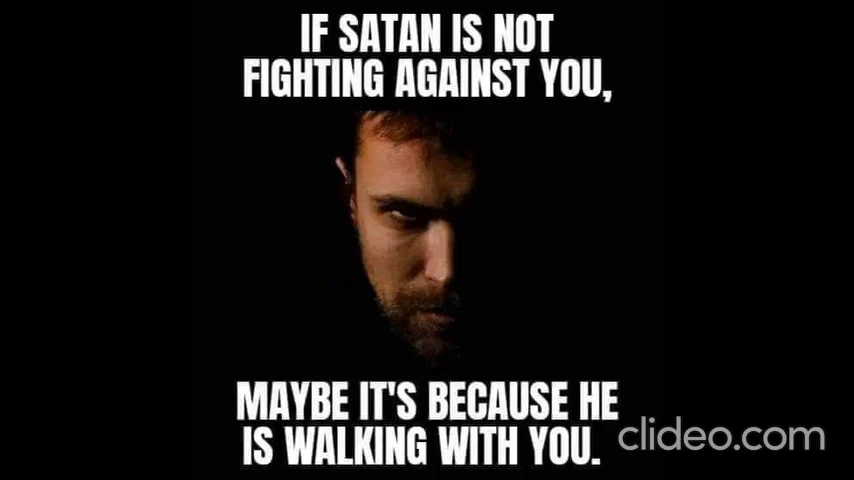 IF SATAN IS NOT
FIGHTING AGAINST YOU,
MAYBE IT'S BECAUSE HE
IS WALKING WITH YOU.
clideo.com